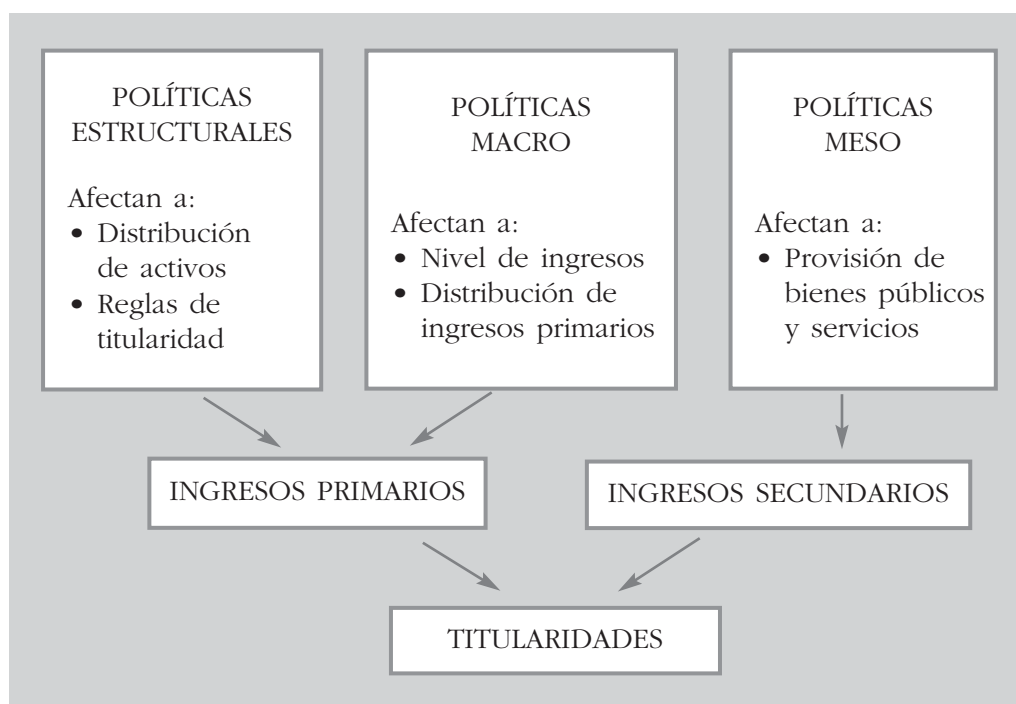 POLÍTICAS
ESTRUCTURALES
Afectan a:
• Distribución
de activos
• Reglas de
titularidad
POLÍTICAS
MACRO
Afectan a:
• Nivel de ingresos
• Distribución de
ingresos primarios
POLÍTICAS
MESO
Afectan a:
• Provisión de
bienes públicos
y servicios
INGRESOS PRIMARIOS
INGRESOS SECUNDARIOS
TITULARIDADES